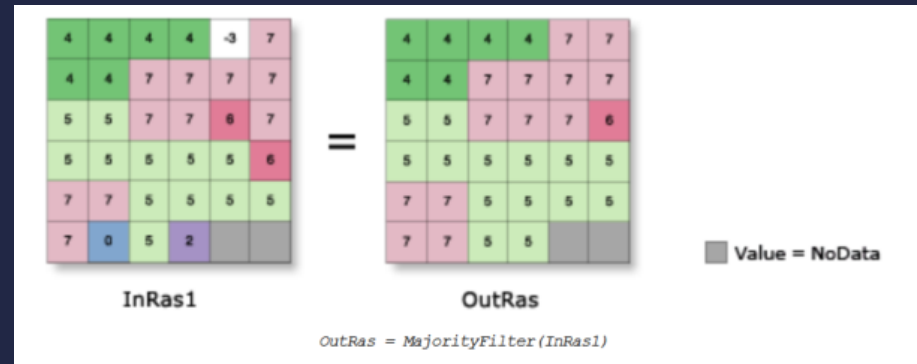 4 4 4 4 -3 7 4 4 4 4 7 7
4 4 7 7 7 7 4 4 7 7 7 7
5 5 7 7 6 7 = 5 5 7 7 7 6
5 5 5 5 5 6 5 5 5 5 5 5
7 7 5 5 5 5 7 7 5 5 5 5
7 0 5 2 7 7 5 5
Value = NoData
InRas1 OutRas
OutRas = MajorityFilter(InRas1)